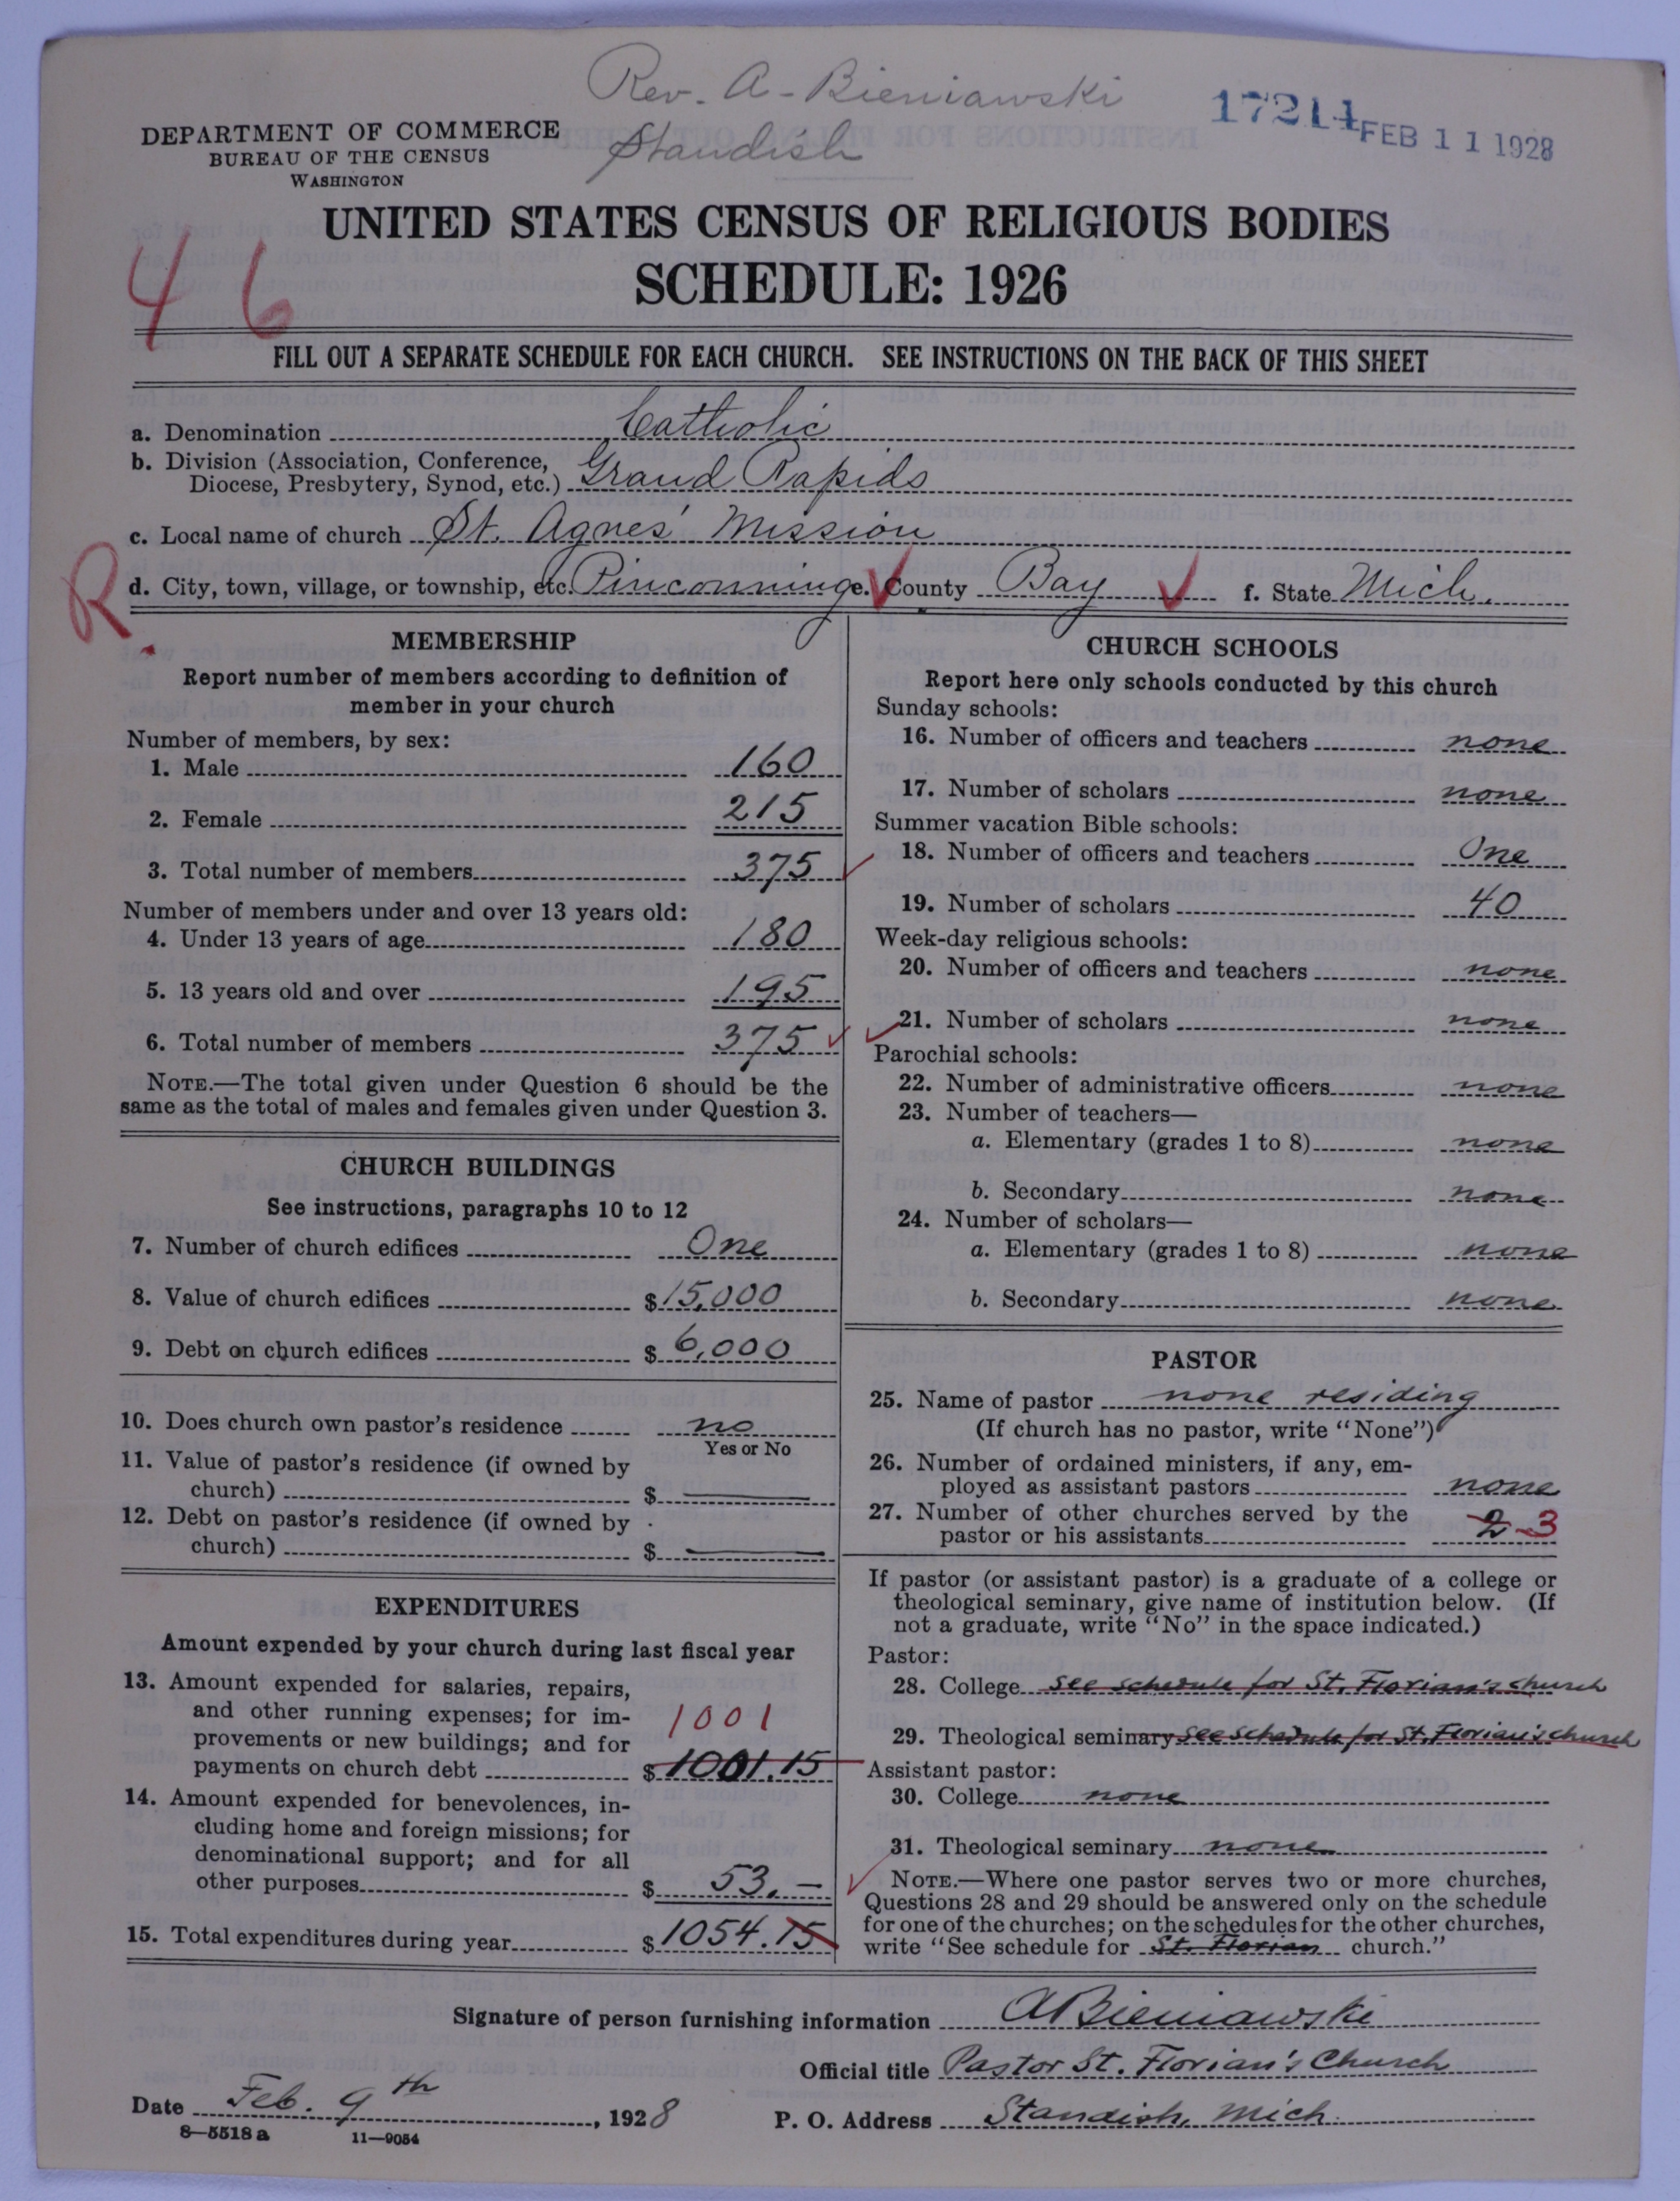 Rev. A. Bieniawski
Standish
17214 FEB 11 1928
DEPARTMENT OF COMMERCE
BUREAU OF THE CENSUS
WASHINGTON
UNITED STATES CENSUS OF RELIGIOUS BODIES
SCHEDULE: 1926
46
FILL OUT A SEPARATE SCHEDULE FOR EACH CHURCH. SEE INSTRUCTIONS ON THE BACK OF THIS SHEET
a. Denomination Catholic
b. Division (Association, Conference,
Diocese, Presbytery, Synod, etc.) Grand Rapids
c. Local name of church St. Agnes' Mission
R.
d. City, town, village, or township, etc. Pinconning e. County Bay f. State Mich.
MEMBERSHIP
Report number of members according to definition of
member in your church
Number of members, by sex:
1. Male 160
2. Female 215
3. Total number of members 375
Number of members under and over 13 years old:
4. Under 13 years of age 180
5. 13 years old and over 195
6. Total number of members 375
NOTE.—The total given under Question 6 should be the
same as the total of males and females given under Question 3.
CHURCH BUILDINGS
See instructions, paragraphs 10 to 12
7. Number of church edifices One
8. Value of church edifices $15,000
9. Debt on church edifices $ 6,000
10. Does church own pastor's residence no
Yes or No
11. Value of pastor's residence (if owned by
church) $ —
12. Debt on pastor's residence (if owned by
church) $ —
EXPENDITURES
Amount expended by your church during last fiscal year
13. Amount expended for salaries, repairs,
and other running expenses; for im-
1001
provements or new buildings; and for
payments on church debt $ 1001.15
14. Amount expended for benevolences, in-
cluding home and foreign missions; for
denominational support; and for all
other purposes $ 53.—
15. Total expenditures during year $ 1054.15
CHURCH SCHOOLS
Report here only schools conducted by this church
Sunday schools:
16. Number of officers and teachers none
17. Number of scholars none
Summer vacation Bible schools:
18. Number of officers and teachers One
19. Number of scholars 40
Week-day religious schools:
20. Number of officers and teachers none
21. Number of scholars none
Parochial schools:
22. Number of administrative officers none
23. Number of teachers—
a. Elementary (grades 1 to 8) none
b. Secondary none
24. Number of scholars—
a. Elementary (grades 1 to 8) none
b. Secondary none
PASTOR
25. Name of pastor none residing
(If church has no pastor, write "None")
26. Number of ordained ministers, if any, em-
ployed as assistant pastors none
27. Number of other churches served by the
pastor or his assistants 2 3
If pastor (or assistant pastor) is a graduate of a college or
theological seminary, give name of institution below. (If
not a graduate, write "No" in the space indicated.)
Pastor:
28. College see schedule for St. Florian's church
29. Theological seminary see schedule for St. Florian's church
Assistant pastor:
30. College none
31. Theological seminary none
NOTE.—Where one pastor serves two or more churches,
Questions 28 and 29 should be answered only on the schedule
for one of the churches; on the schedules for the other churches,
write "See schedule for St. Florian church."
Signature of person furnishing information A Bieniawski
Official title Pastor St. Florian's Church
Date Feb. 9th, 1928
P. O. Address Standish, Mich.
8—5518 a 11—9054